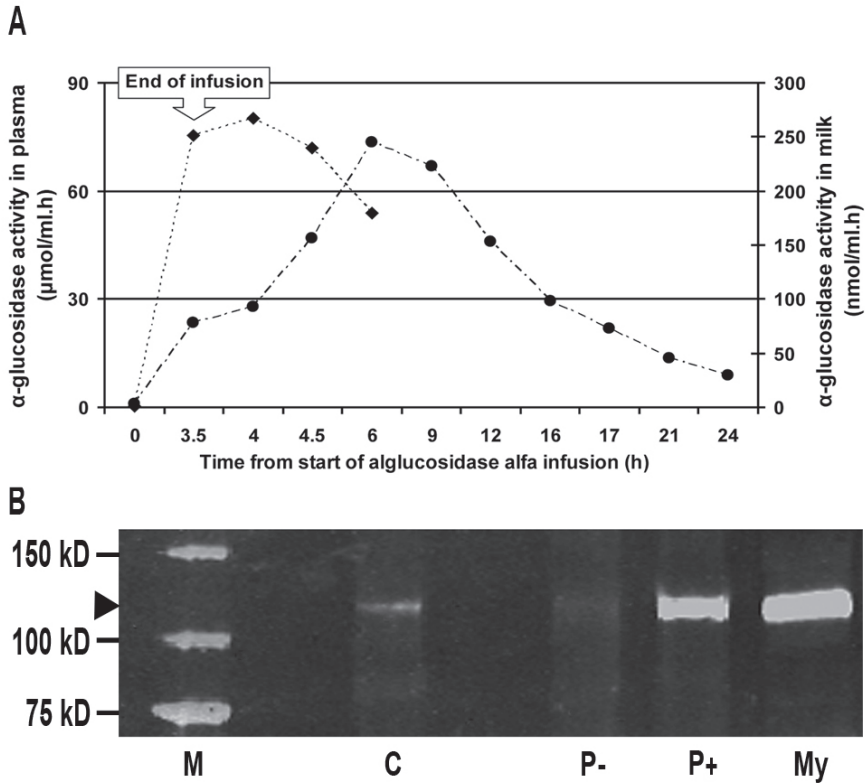 A
End of infusion
α-glucosidase activity in plasma
(µmol/ml.h)
90
60
30
0
300
250
200
150
100
50
0
α-glucosidase activity in milk
(nmol/ml.h)
0 3.5 4 4.5 6 9 12 16 17 21 24
Time from start of alglucosidase alfa infusion (h)
B
150 kD
100 kD
75 kD
M C P- P+ My